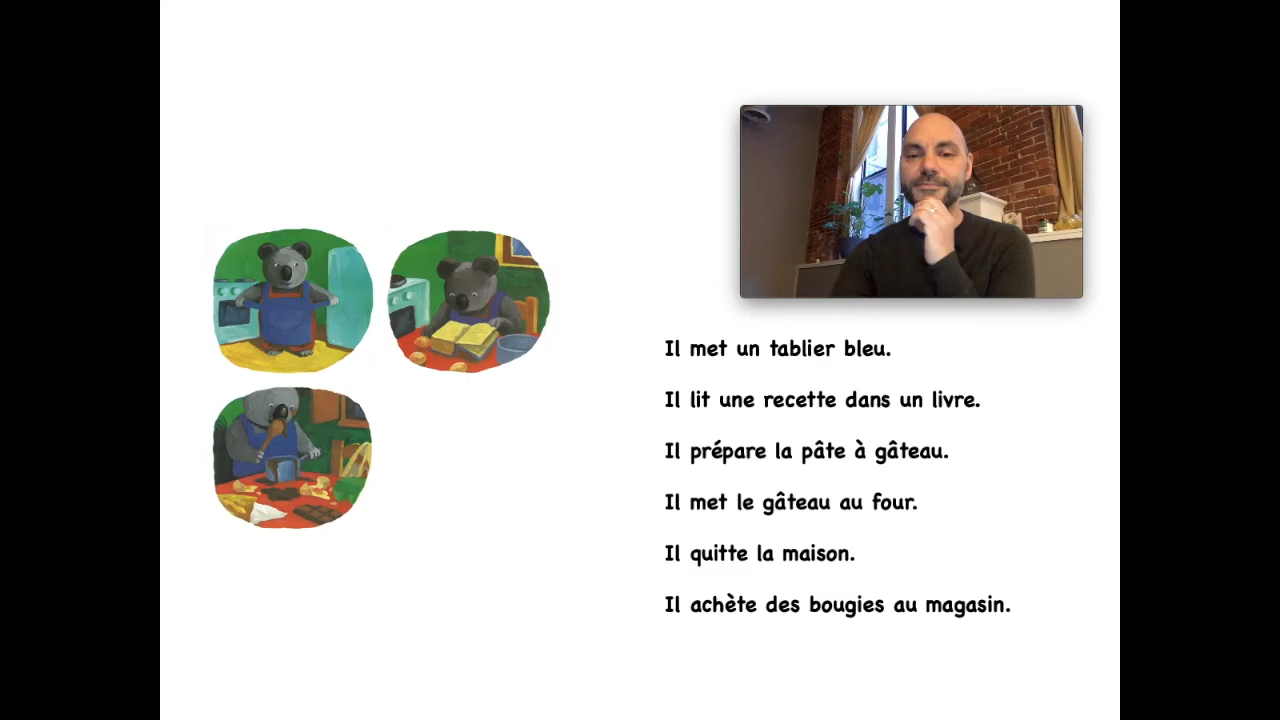 Il met un tablier bleu.
Il lit une recette dans un livre.
Il prépare la pâte à gâteau.
Il met le gâteau au four.
Il quitte la maison.
Il achète des bougies au magasin.